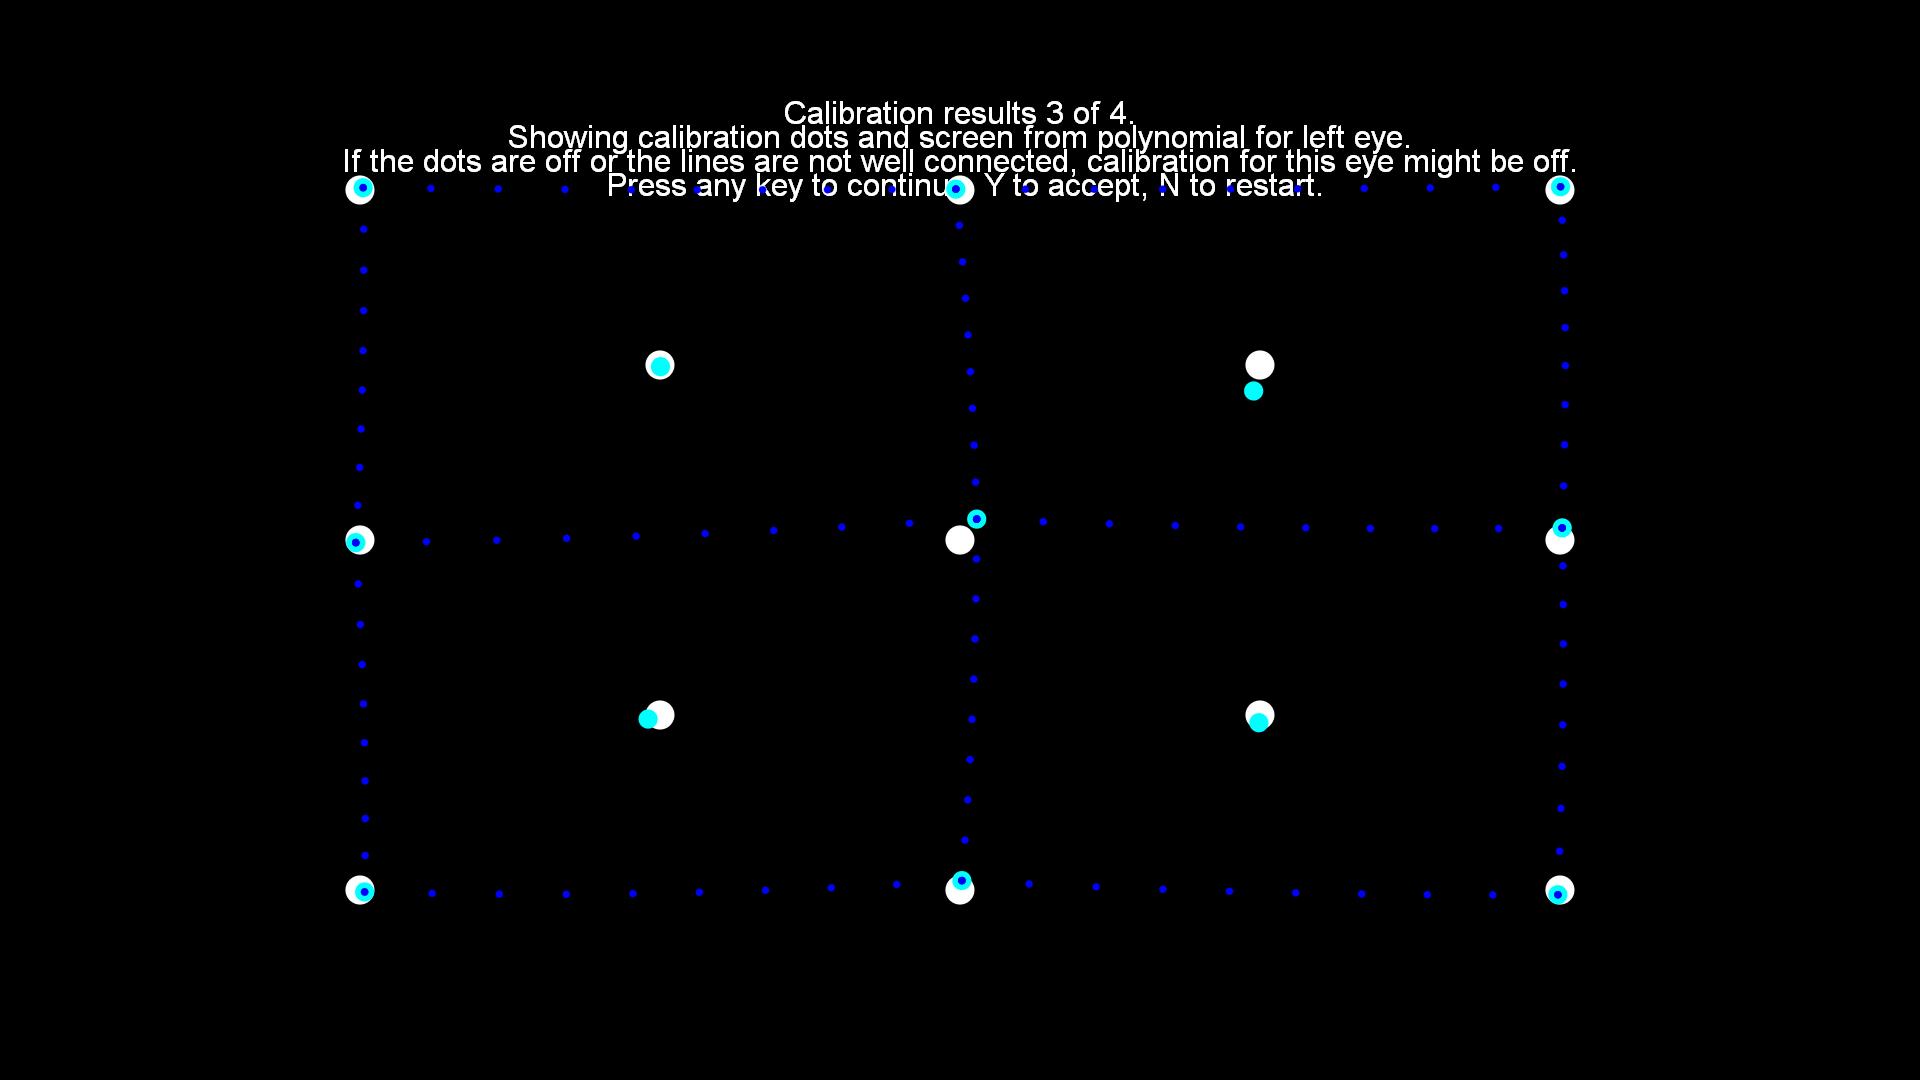 Calibration results 3 of 4.
Showing calibration dots and screen from polynomial for left eye.
If the dots are off or the lines are not well connected, calibration for this eye might be off.
Press any key to continu Y to accept, N to restart.